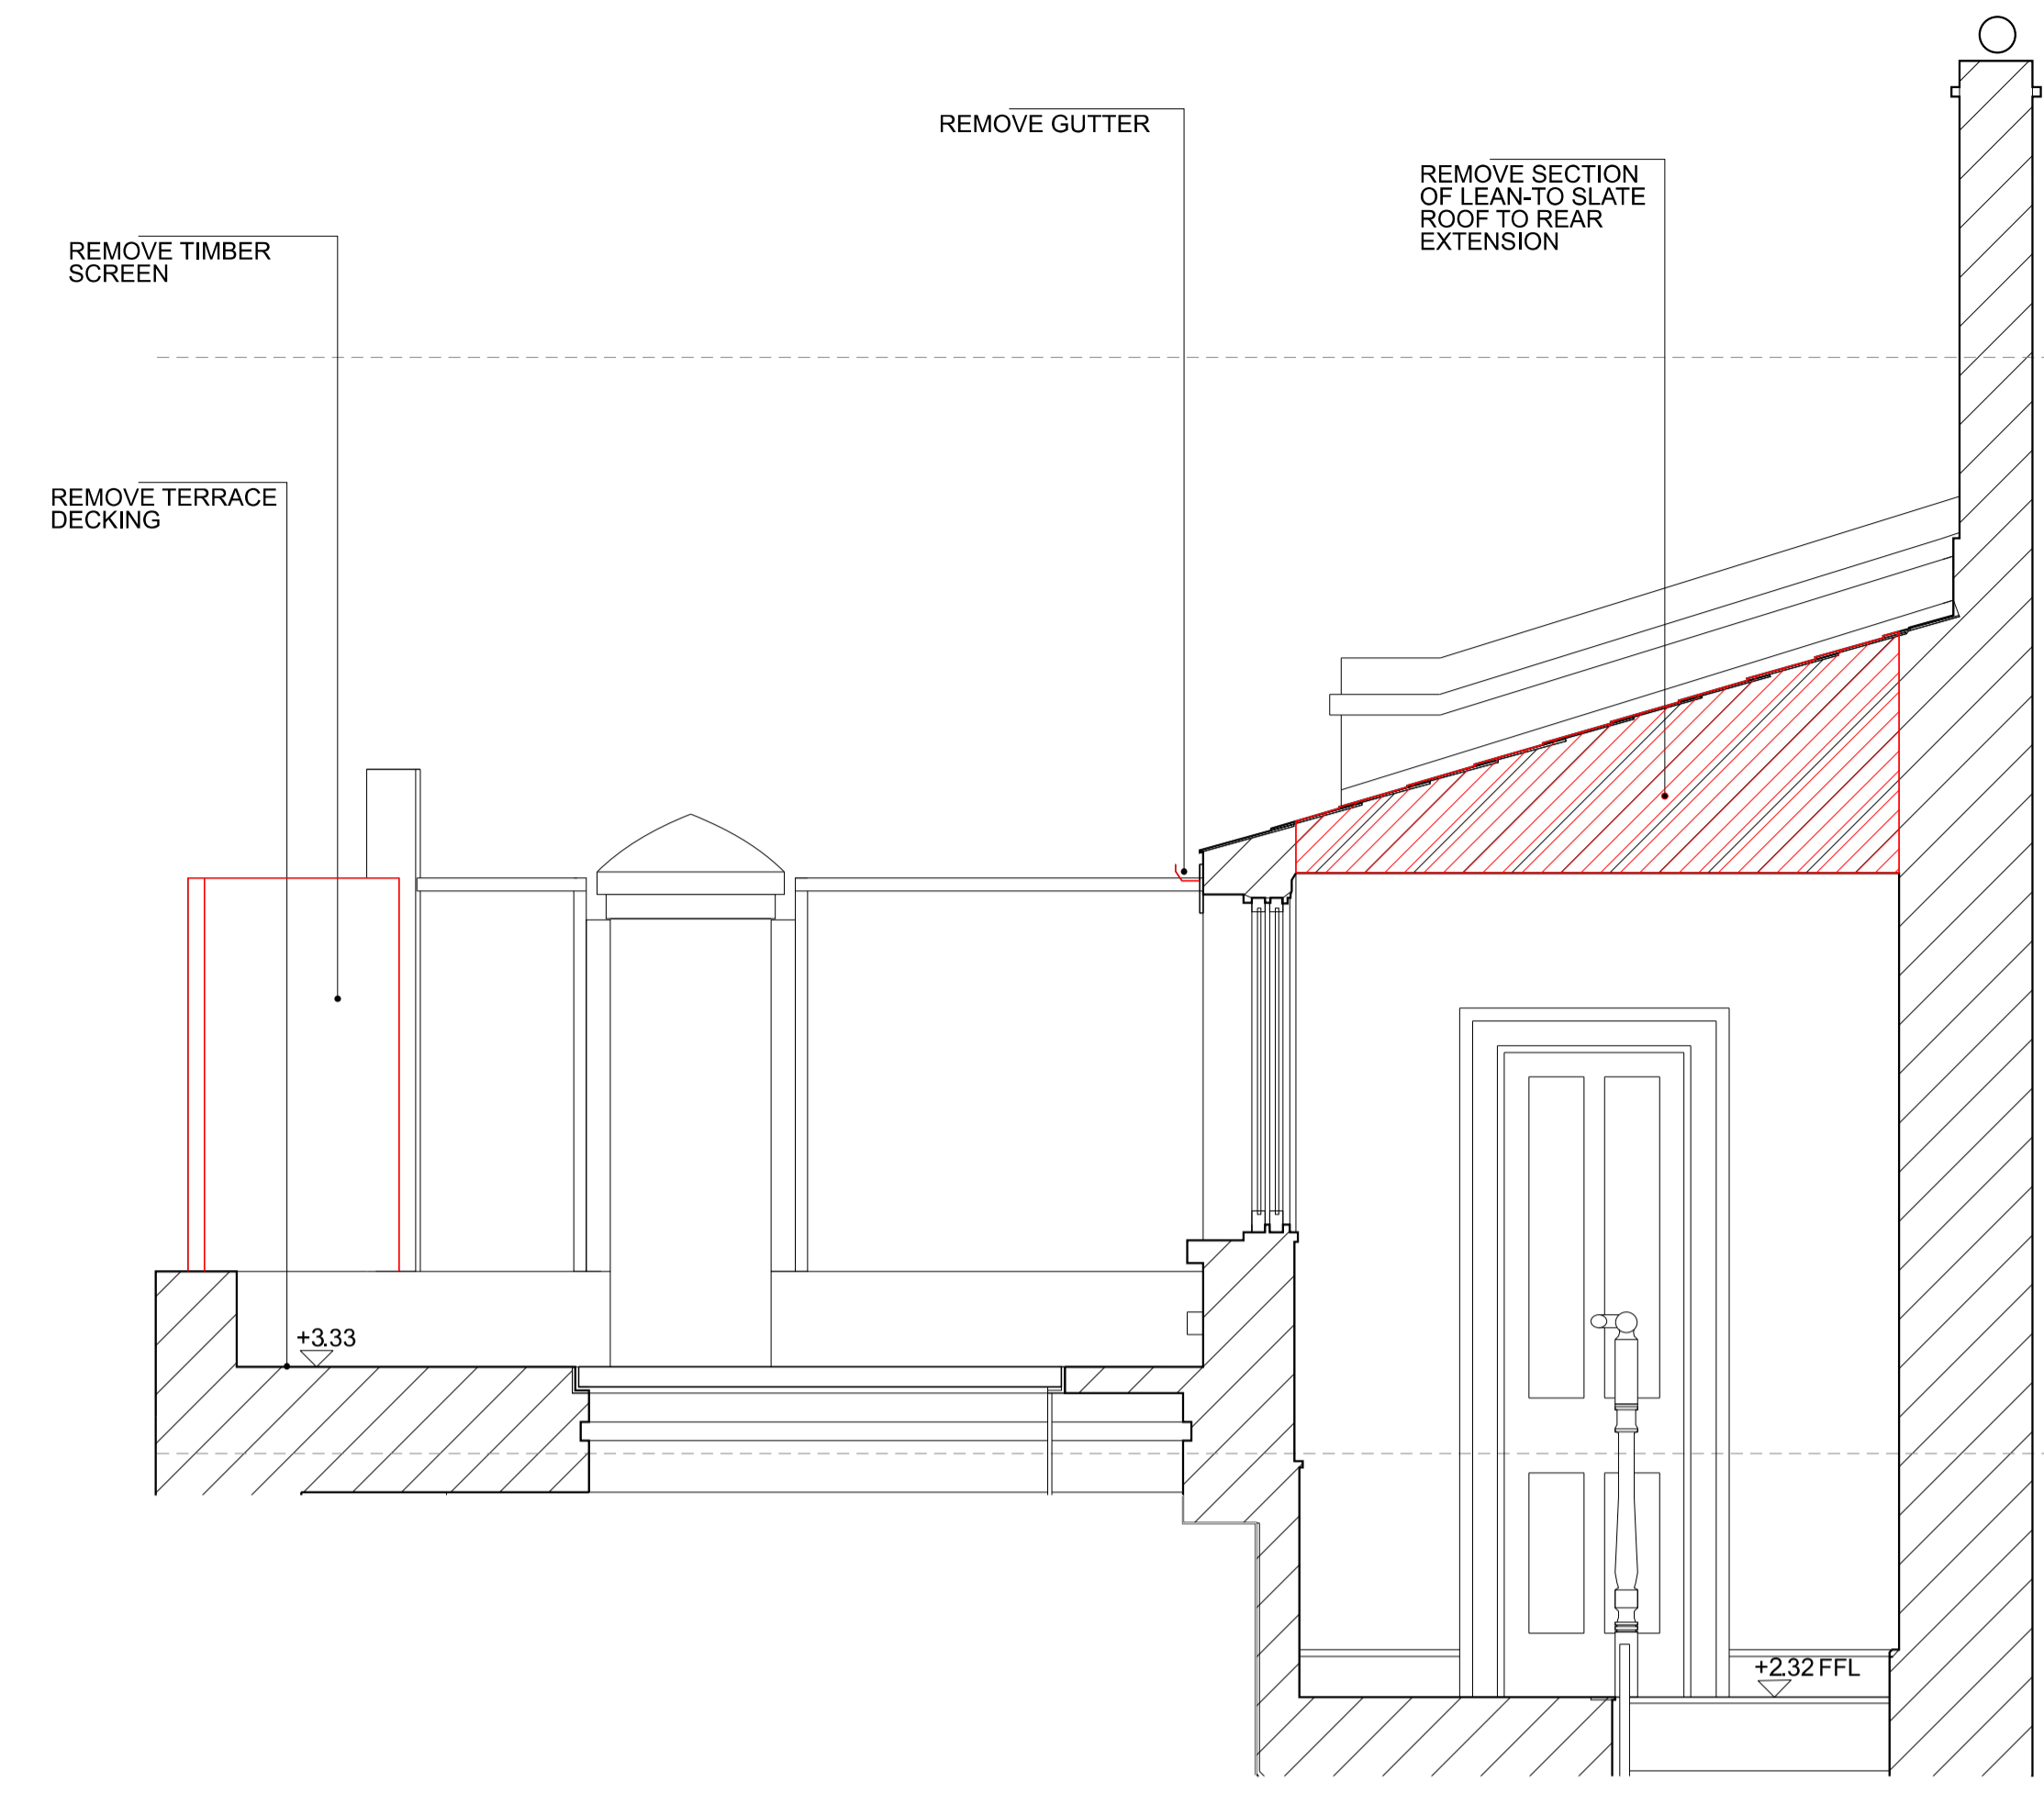 REMOVE GUTTER
REMOVE SECTION
OF LEAN-TO SLATE
ROOF TO REAR
EXTENSION
REMOVE TIMBER
SCREEN
REMOVE TERRACE
DECKING
+3.33
+2.32 FFL